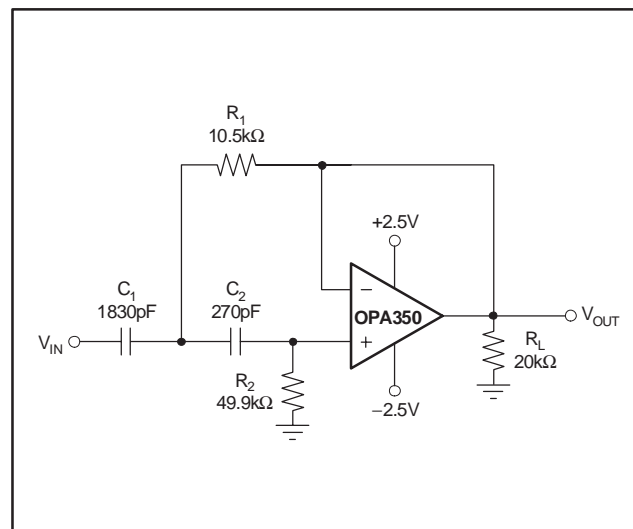 R1
10.5kΩ
+2.5V
C1
1830pF
C2
270pF
−
OPA350
VIN
+
VOUT
R2
49.9kΩ
RL
20kΩ
−2.5V